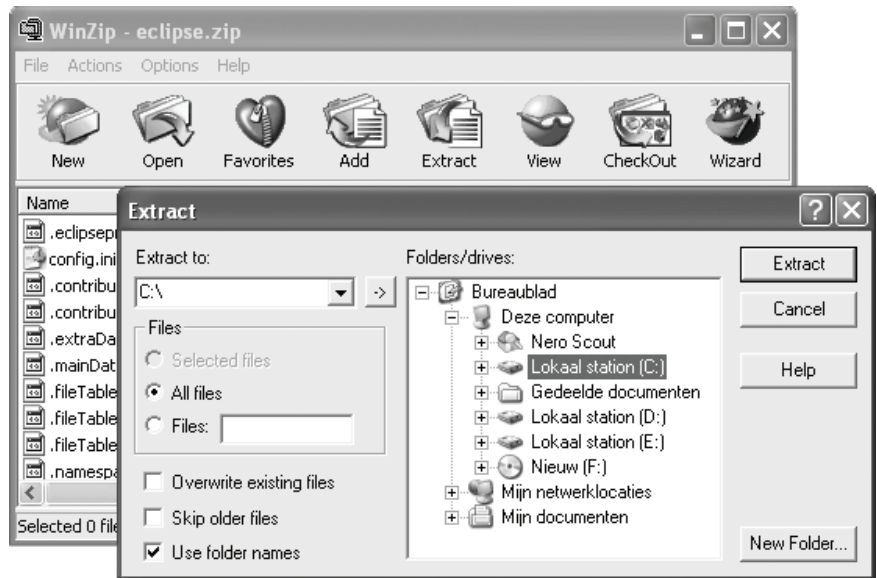 WinZip - eclipse.zip
File Actions Options Help
New Open Favorites Add Extract View CheckOut Wizard
Name
.eclipsepr
config.ini
.contribu
.contribu
.extraDa
.mainDat
.fileTable
.fileTable
.fileTable
.namespa
Selected 0 file
Extract
Extract to:
C:\
->
Files
Selected files
All files
Files:
Overwrite existing files
Skip older files
Use folder names
Folders/drives:
Bureaublad
Deze computer
Nero Scout
Lokaal station (C:)
Gedeelde documenten
Lokaal station (D:)
Lokaal station (E:)
Nieuw (F:)
Mijn netwerklocaties
Mijn documenten
Extract
Cancel
Help
New Folder...